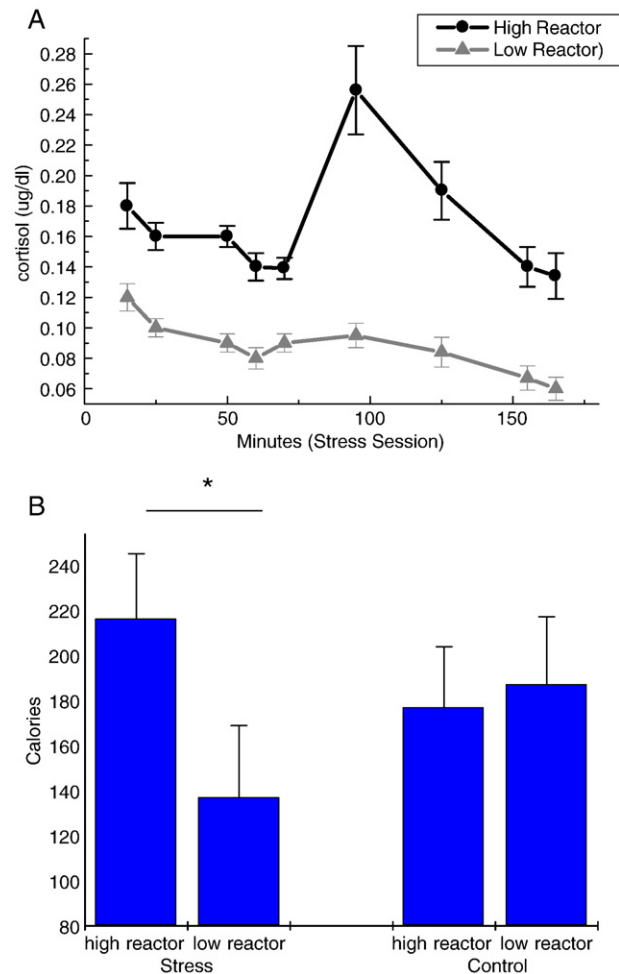 A
High Reactor
Low Reactor)
cortisol (ug/dl)
0.28
0.26
0.24
0.22
0.20
0.18
0.16
0.14
0.12
0.10
0.08
0.06
0 50 100 150
Minutes (Stress Session)
B
*
Calories
240
220
200
180
160
140
120
100
80
high reactor low reactor high reactor low reactor
Stress Control